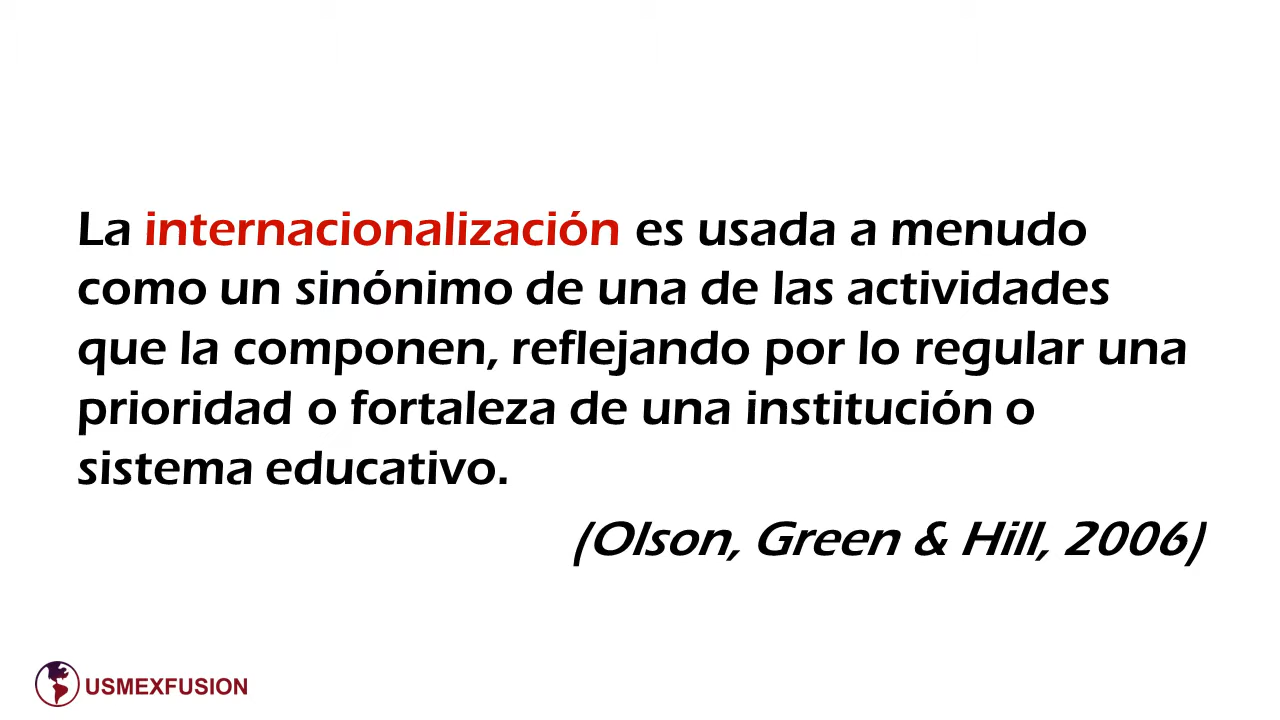 La internacionalización es usada a menudo
como un sinónimo de una de las actividades
que la componen, reflejando por lo regular una
prioridad o fortaleza de una institución o
sistema educativo.
(Olson, Green & Hill, 2006)
USMEXFUSION